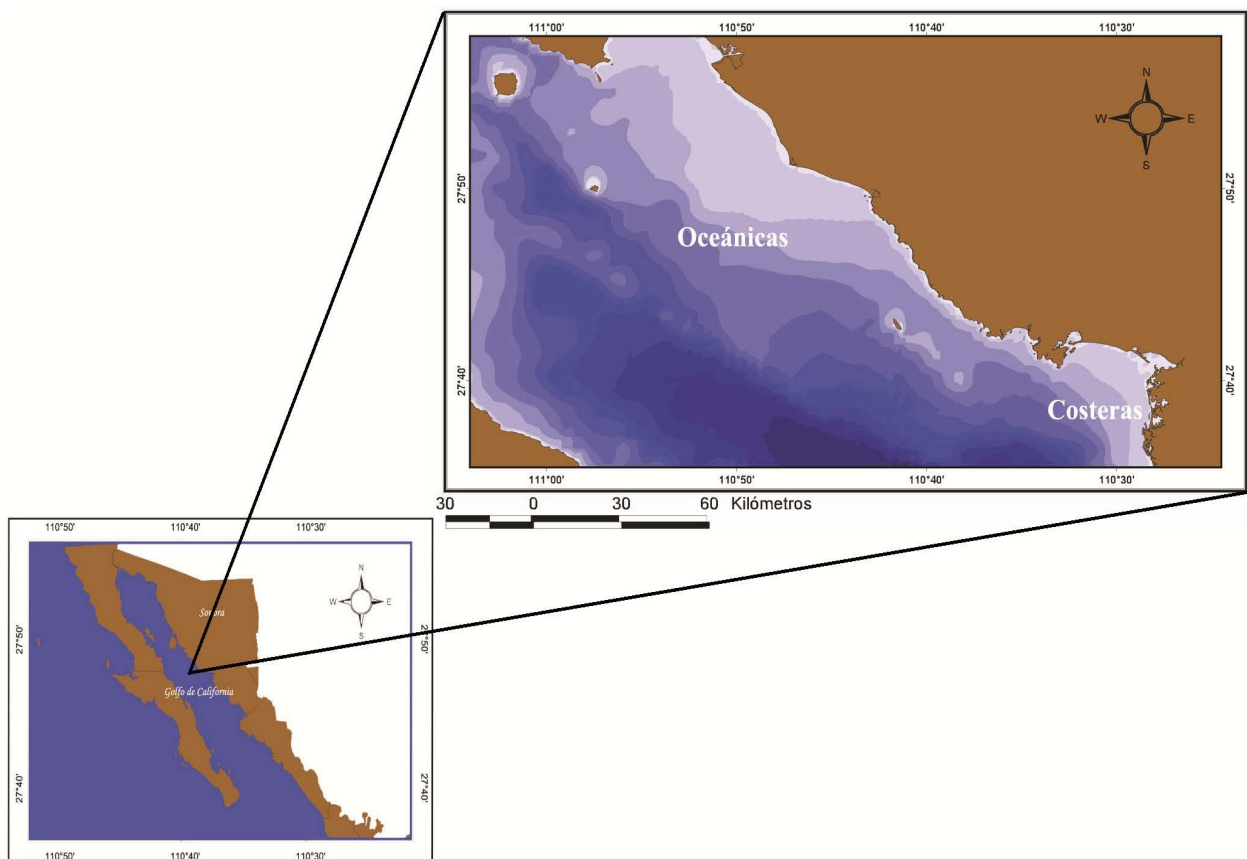 111°00' 110°50' 110°40' 110°30'
N
W E
S
27°50' 27°50'
Oceánicas
27°40' 27°40'
Costeras
111°00' 110°50' 110°40' 110°30'
30 0 30 60 Kilómetros
110°50' 110°40' 110°30'
N
W E
S
Sonora
27°50' 27°50'
Golfo de California
27°40' 27°40'
110°50' 110°40' 110°30'